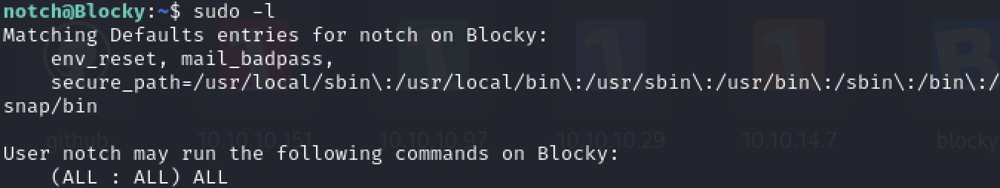 notch@Blocky:~$ sudo -l
Matching Defaults entries for notch on Blocky:
env_reset, mail_badpass,
secure_path=/usr/local/sbin\:/usr/local/bin\:/usr/sbin\:/usr/bin\:/sbin\:/bin\:/
snap/bin
github 10.10.10.151 10.10.10.97 10.10.10.29 10.10.14.7 blocky
User notch may run the following commands on Blocky:
(ALL : ALL) ALL